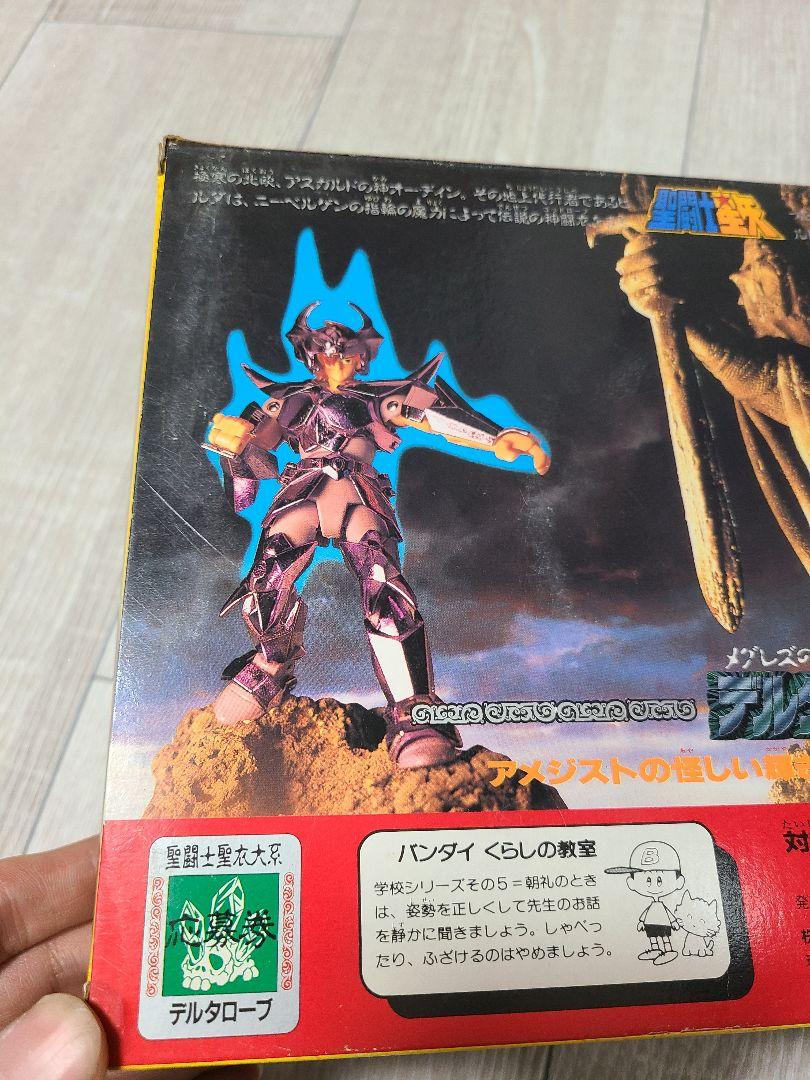 極寒の北欧、アスガルドの神オーディン。その地上代行者である
ルダは、ニーベルゲンの指輪の魔力によって伝説の神闘士
聖闘士星矢
メグレズの
デル
アメジストの怪しい輝
聖闘士聖衣大系
応募券
デルタローブ
バンダイ くらしの教室
学校シリーズその5=朝礼のとき
は、姿勢を正しくして先生のお話
を静かに聞きましょう。しゃべっ
たり、ふざけるのはやめましょう。
B
たい
対
発